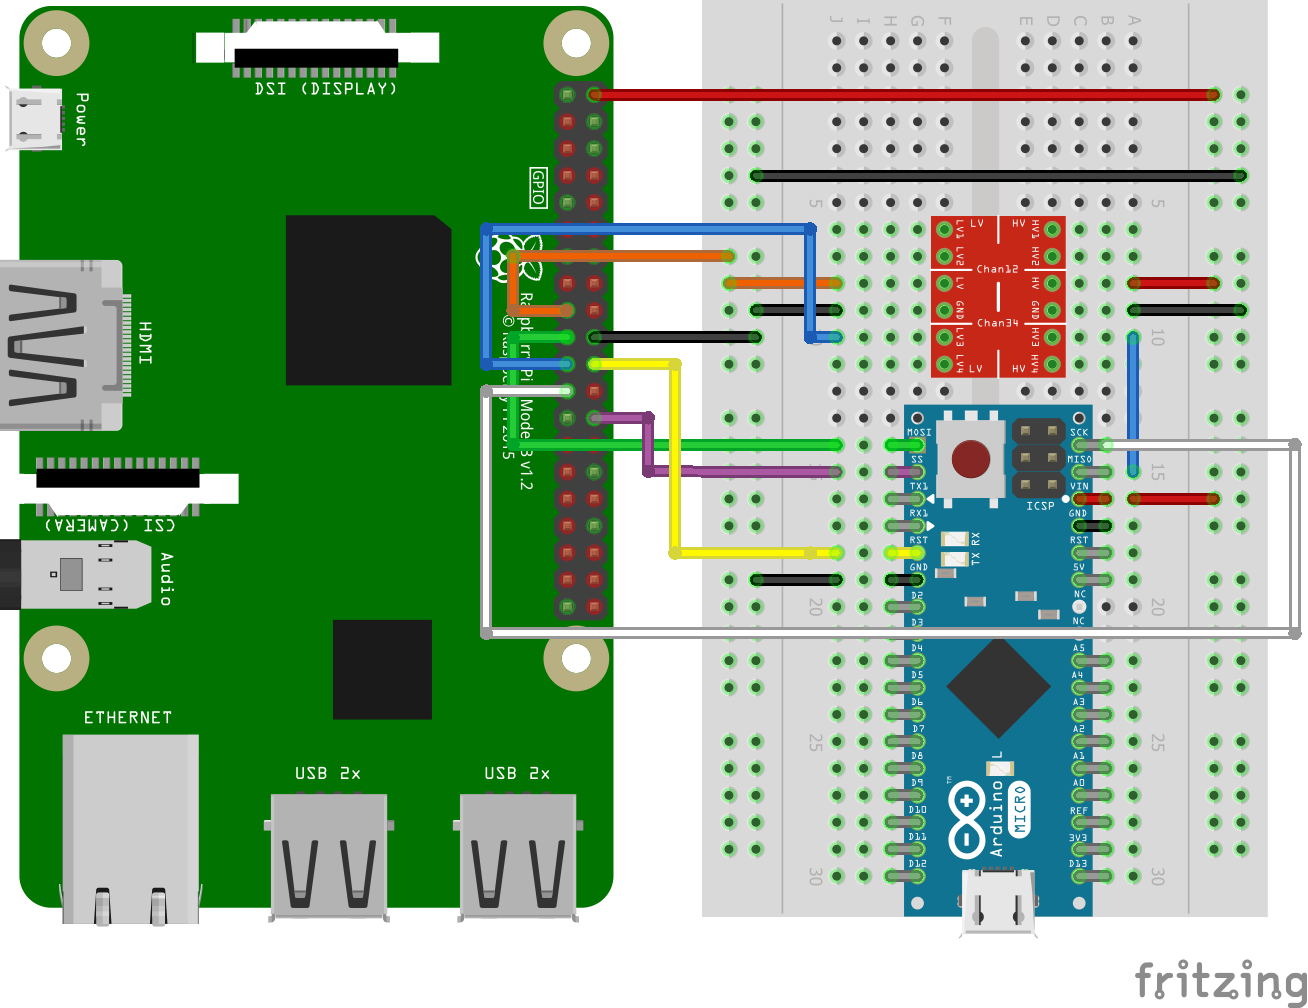 DSI (DISPLAY)
Power
GPIO
HDMI
Raspberry Pi Model 3 v1.2
© Raspberry Pi 2015
CSI (CAMERA)
Audio
ETHERNET
USB 2x
USB 2x
J I H G F E D C B A
5 5
10 10
15 15
20 20
25 25
30 30
LV HV
LV1 HV1
LV2 HV2
Chan12
LV HV
GND GND
Chan34
LV3 HV3
LV4 HV4
LV HV
MOSI SCK
SS MISO
TX1 VIN
RX1 GND
RST RST
GND 5V
D2 NC
D3 NC
D4 A5
D5 A4
D6 A3
D7 A2
D8 A1
D9 A0
D10 REF
D11 3V3
D12 D13
ICSP
RX
TX
L
™
Arduino
MICRO
fritzing